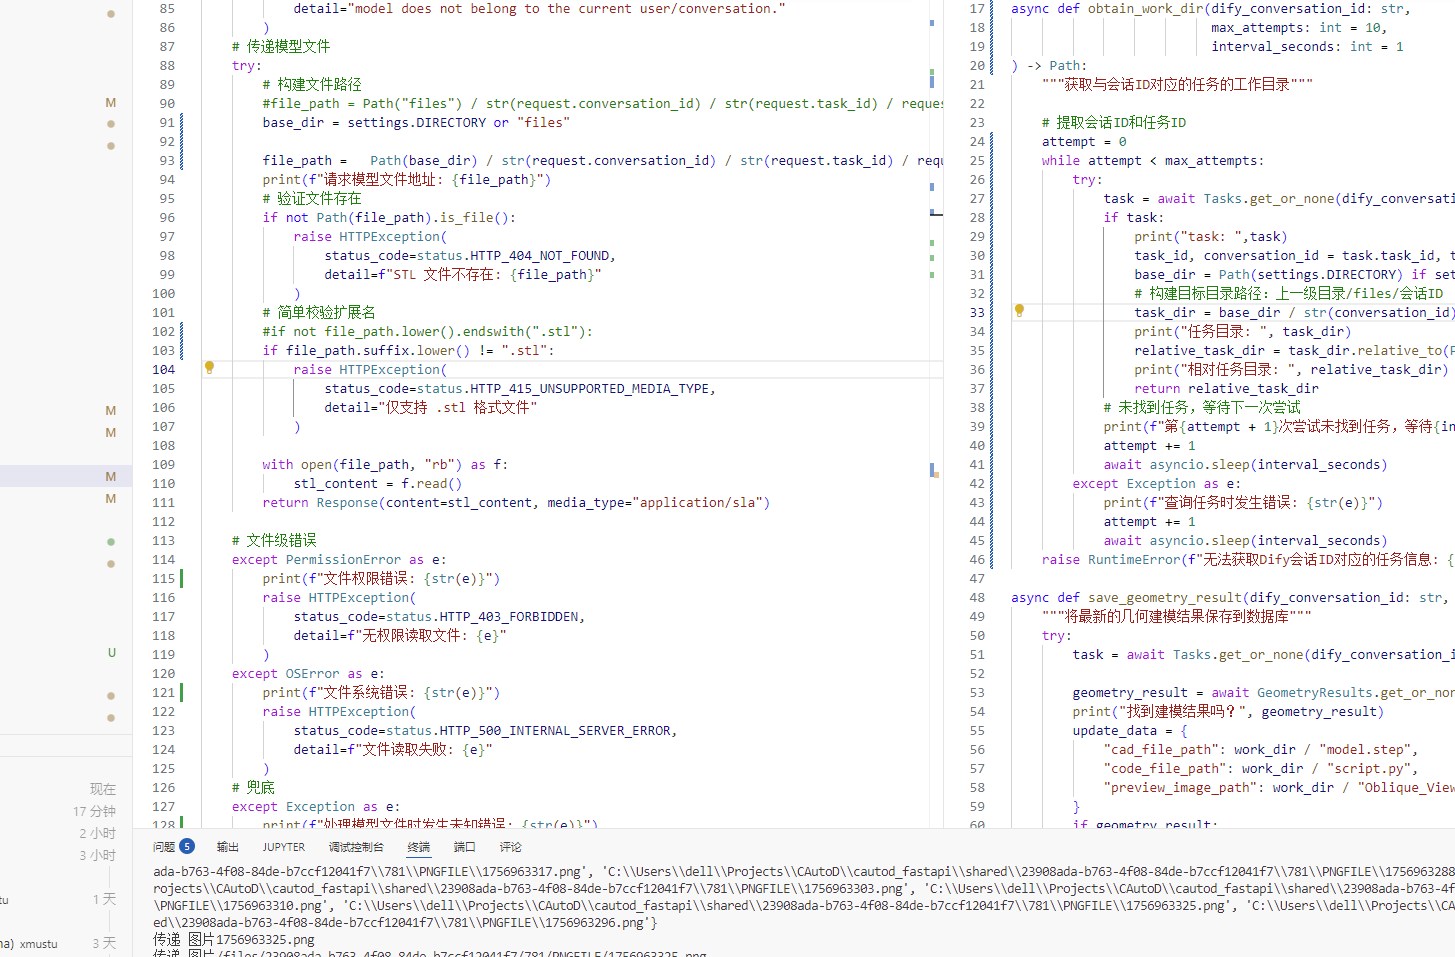 85 detail="model does not belong to the current user/conversation."
86 )
87 # 传递模型文件
88 try:
89 # 构建文件路径
90 #file_path = Path("files") / str(request.conversation_id) / str(request.task_id) / reque
91 base_dir = settings.DIRECTORY or "files"
92
93 file_path =   Path(base_dir) / str(request.conversation_id) / str(request.task_id) / requ
94 print(f"请求模型文件地址: {file_path}")
95 # 验证文件存在
96 if not Path(file_path).is_file():
97 raise HTTPException(
98 status_code=status.HTTP_404_NOT_FOUND,
99 detail=f"STL 文件不存在: {file_path}"
100 )
101 # 简单校验扩展名
102 #if not file_path.lower().endswith(".stl"):
103 if file_path.suffix.lower() != ".stl":
104 raise HTTPException(
105 status_code=status.HTTP_415_UNSUPPORTED_MEDIA_TYPE,
106 detail="仅支持 .stl 格式文件"
107 )
108
109 with open(file_path, "rb") as f:
110 stl_content = f.read()
111 return Response(content=stl_content, media_type="application/sla")
112
113 # 文件级错误
114 except PermissionError as e:
115 print(f"文件权限错误: {str(e)}")
116 raise HTTPException(
117 status_code=status.HTTP_403_FORBIDDEN,
118 detail=f"无权限读取文件: {e}"
119 )
120 except OSError as e:
121 print(f"文件系统错误: {str(e)}")
122 raise HTTPException(
123 status_code=status.HTTP_500_INTERNAL_SERVER_ERROR,
124 detail=f"文件读取失败: {e}"
125 )
126 # 兜底
127 except Exception as e:
128 print(f"处理模型文件时发生未知错误: {str(e)}")
17 async def obtain_work_dir(dify_conversation_id: str,
18 max_attempts: int = 10,
19 interval_seconds: int = 1
20 ) -> Path:
21 """获取与会话ID对应的任务的工作目录"""
22
23 # 提取会话ID和任务ID
24 attempt = 0
25 while attempt < max_attempts:
26 try:
27 task = await Tasks.get_or_none(dify_conversati
28 if task:
29 print("task: ",task)
30 task_id, conversation_id = task.task_id, t
31 base_dir = Path(settings.DIRECTORY) if set
32 # 构建目标目录路径: 上一级目录/files/会话ID
33 task_dir = base_dir / str(conversation_id)
34 print("任务目录: ", task_dir)
35 relative_task_dir = task_dir.relative_to(P
36 print("相对任务目录: ", relative_task_dir)
37 return relative_task_dir
38 # 未找到任务，等待下一次尝试
39 print(f"第{attempt + 1}次尝试未找到任务，等待{in
40 attempt += 1
41 await asyncio.sleep(interval_seconds)
42 except Exception as e:
43 print(f"查询任务时发生错误: {str(e)}")
44 attempt += 1
45 await asyncio.sleep(interval_seconds)
46 raise RuntimeError(f"无法获取Dify会话ID对应的任务信息: {
47
48 async def save_geometry_result(dify_conversation_id: str,
49 """将最新的几何建模结果保存到数据库"""
50 try:
51 task = await Tasks.get_or_none(dify_conversation_i
52
53 geometry_result = await GeometryResults.get_or_non
54 print("找到建模结果吗？", geometry_result)
55 update_data = {
56 "cad_file_path": work_dir / "model.step",
57 "code_file_path": work_dir / "script.py",
58 "preview_image_path": work_dir / "Oblique_View
59 }
60 if geometry_result:
M
M
M
M
M
U
现在
17 分钟
2 小时
3 小时
tu 1 天
na) xmustu 3 天
问题 5 输出 JUPYTER 调试控制台 终端 端口 评论
ada-b763-4f08-84de-b7ccf12041f7\\781\\PNGFILE\\1756963317.png', 'C:\\Users\\dell\\Projects\\CAutoD\\cautod_fastapi\\shared\\23908ada-b763-4f08-84de-b7ccf12041f7\\781\\PNGFILE\\1756963288
rojects\\CAutoD\\cautod_fastapi\\shared\\23908ada-b763-4f08-84de-b7ccf12041f7\\781\\PNGFILE\\1756963303.png', 'C:\\Users\\dell\\Projects\\CAutoD\\cautod_fastapi\\shared\\23908ada-b763-4f
\PNGFILE\\1756963310.png', 'C:\\Users\\dell\\Projects\\CAutoD\\cautod_fastapi\\shared\\23908ada-b763-4f08-84de-b7ccf12041f7\\781\\PNGFILE\\1756963325.png', 'C:\\Users\\dell\\Projects\\CA
ed\\23908ada-b763-4f08-84de-b7ccf12041f7\\781\\PNGFILE\\1756963296.png'}
传递 图片1756963325.png
传递 图片/files/23908ada-b763-4f08-84de-b7ccf12041f7/781/PNGFILE/1756963325.png